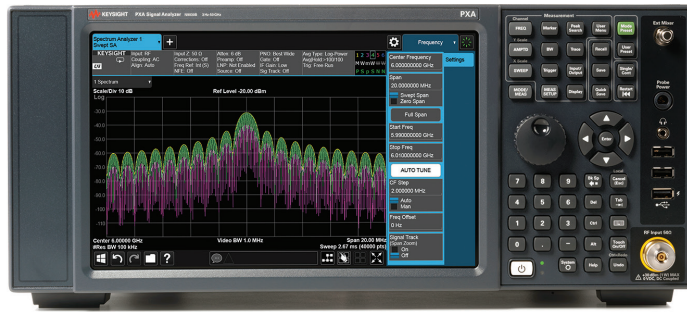 KEYSIGHT PXA Signal Analyzer
PXA
Spectrum Analyzer 1
Swept SA
+
Frequency
KEYSIGHT
Input: RF
Coupling: AC
Align: Auto
Input Z: 50 Ω
Corrections: Off
Freq Ref: Int (S)
NFE: Off
Atten: 6 dB
Preamp: Off
LNP: Not Enabled
Source: Off
PNO: Best Wide
Gate: Off
IF Gain: Low
Sig Track: Off
Avg Type: Log-Power
Avg|Hold >100/100
Trig: Free Run
1 2 3 4 5 6
1 Spectrum
Scale/Div 10 dB
Ref Level -20.00 dBm
Log
-30.0
-40.0
-50.0
-60.0
-70.0
-80.0
-90.0
-100
-110
Center 6.00000 GHz
#Res BW 100 kHz
Video BW 1.0 MHz
Span 20.00 MHz
Sweep 2.67 ms (40000 pts)
Center Frequency
6.000000000 GHz
Settings
Span
20.0000000 MHz
Swept Span
Zero Span
Full Span
Start Freq
5.990000000 GHz
Stop Freq
6.010000000 GHz
AUTO TUNE
CF Step
2.000000 MHz
Auto
Man
Freq Offset
0 Hz
Signal Track
(Span Zoom)
On
Off
Channel
Measurement
FREQ
Marker
Peak Search
User Menu
Mode Preset
Y Scale
AMPTD
BW
Trace
Recall
User Preset
X Scale
SWEEP
Trigger
Input/Output
Save
Single/Cont
MODE/MEAS
MEAS SETUP
Display
Quick Save
Restart
Ext Mixer
Probe Power
Enter
Local
7
8
9
Bk Sp
Cancel (Esc)
4
5
6
Del
Tab
1
2
3
Ctrl
0
.
-
Alt
Touch On/Off
System
Help
Undo
RF Input 50Ω